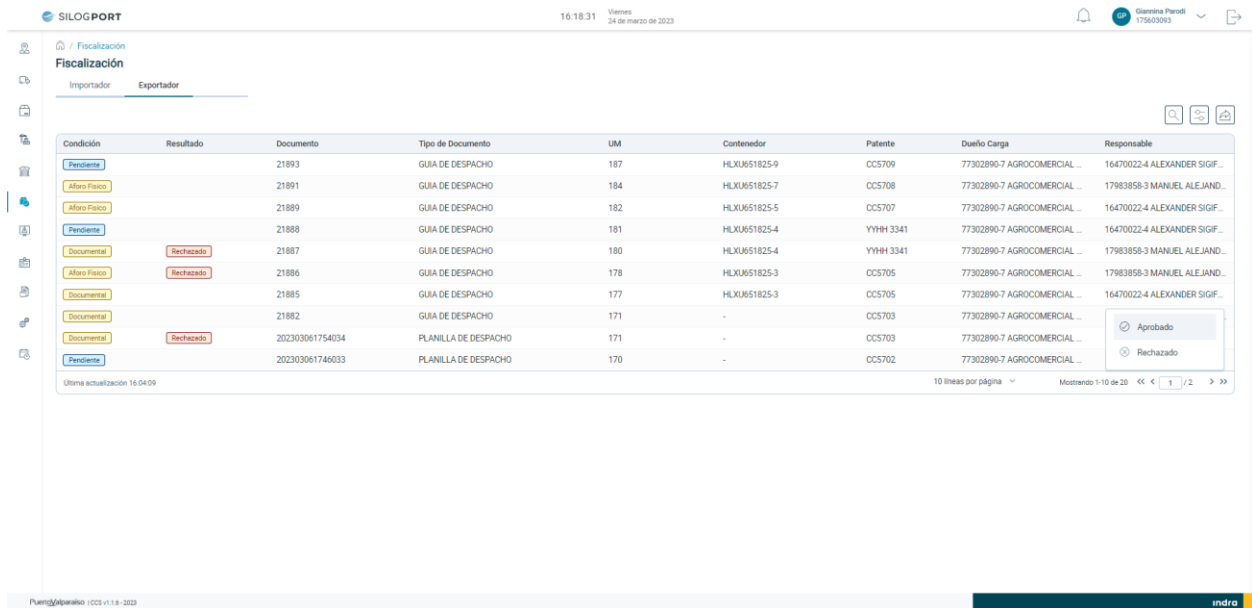 SILOGPORT
16:18:31
Viernes
24 de marzo de 2023
GP
Giannina Parodi
175603093
/ Fiscalización
Fiscalización
Importador Exportador
Condición Resultado Documento Tipo de Documento UM Contenedor Patente Dueño Carga Responsable
Pendiente 21893 GUIA DE DESPACHO 187 HLXU651825-9 CC5709 77302890-7 AGROCOMERCIAL ... 16470022-4 ALEXANDER SIGIF...
Aforo Fisico 21891 GUIA DE DESPACHO 184 HLXU651825-7 CC5708 77302890-7 AGROCOMERCIAL ... 17983858-3 MANUEL ALEJAND...
Aforo Fisico 21889 GUIA DE DESPACHO 182 HLXU651825-5 CC5707 77302890-7 AGROCOMERCIAL ... 16470022-4 ALEXANDER SIGIF...
Pendiente 21888 GUIA DE DESPACHO 181 HLXU651825-4 YYHH 3341 77302890-7 AGROCOMERCIAL ... 16470022-4 ALEXANDER SIGIF...
Documental Rechazado 21887 GUIA DE DESPACHO 180 HLXU651825-4 YYHH 3341 77302890-7 AGROCOMERCIAL ... 17983858-3 MANUEL ALEJAND...
Aforo Fisico Rechazado 21886 GUIA DE DESPACHO 178 HLXU651825-3 CC5705 77302890-7 AGROCOMERCIAL ... 17983858-3 MANUEL ALEJAND...
Documental 21885 GUIA DE DESPACHO 177 HLXU651825-3 CC5705 77302890-7 AGROCOMERCIAL ... 16470022-4 ALEXANDER SIGIF...
Documental 21882 GUIA DE DESPACHO 171 - CC5703 77302890-7 AGROCOMERCIAL ...
Documental Rechazado 202303061754034 PLANILLA DE DESPACHO 171 - CC5703 77302890-7 AGROCOMERCIAL ...
Pendiente 202303061746033 PLANILLA DE DESPACHO 170 - CC5702 77302890-7 AGROCOMERCIAL ...
Aprobado
Rechazado
Última actualización 16:04:09 10 líneas por página Mostrando 1-10 de 20 << < 1 / 2 > >>
PuertoValparaíso | CCS v1.1.6 - 2023 indra